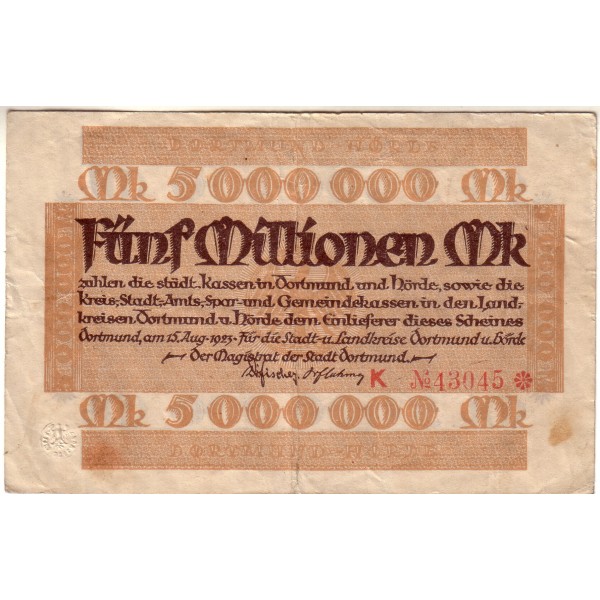 DORTMUND-HÖRDE
Mk 5 000 000 Mk
Fünf Millionen Mk
zahlen die städt. Kassen in Dortmund und Hörde, sowie die
Kreis-, Stadt-, Amts-, Spar- und Gemeindekassen in den Land-
kreisen Dortmund u. Hörde dem Einlieferer dieses Scheines
Dortmund, am 15. Aug. 1923. Für die Stadt- u. Landkreise Dortmund u. Hörde
Der Magistrat der Stadt Dortmund.
K № 43045
Mk 5 000 000 Mk
DORTMUND-HÖRDE